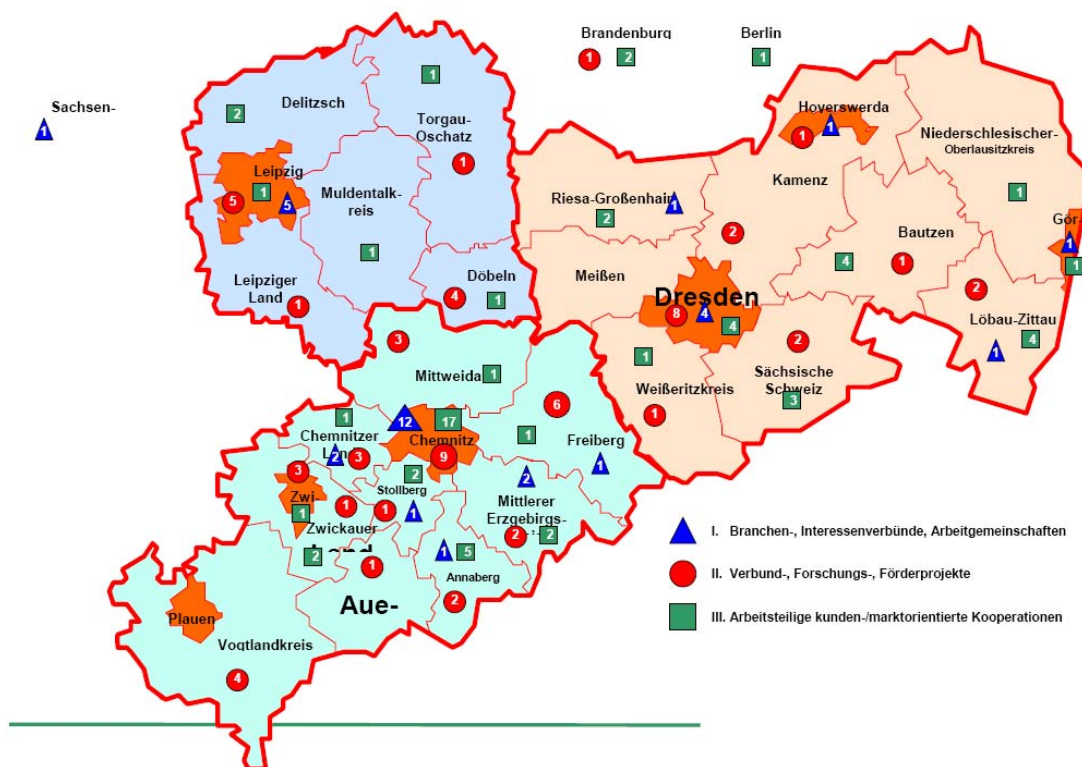 Brandenburg
1
2
Berlin
1
Sachsen-
1
1
Delitzsch
2
Torgau-
Oschatz
1
Leipzig
5
1
5
Muldentalk-
reis
1
Leipziger
Land
1
Döbeln
4
1
Hoyerswerda
1
1
Niederschlesischer-
Oberlausitzkreis
1
Kamenz
2
Riesa-Großenhain
2
1
Gör-
1
1
Bautzen
4
1
Meißen
Dresden
8
4
4
2
Löbau-Zittau
1
4
2
Sächsische
Schweiz
3
1
Weißeritzkreis
1
3
Mittweida
1
6
1
Freiberg
1
12
17
Chemnitz
9
1
Chemnitzer
2
3
2
Stollberg
1
1
2
Mittlerer
Erzgebirgs-
2
2
3
Zwi-
1
1
Zwickauer
Land
2
1
Aue-
1
5
Annaberg
2
Plauen
Vogtlandkreis
4
I. Branchen-, Interessenverbünde, Arbeitgemeinschaften
II. Verbund-, Forschungs-, Förderprojekte
III. Arbeitsteilige kunden-/marktorientierte Kooperationen